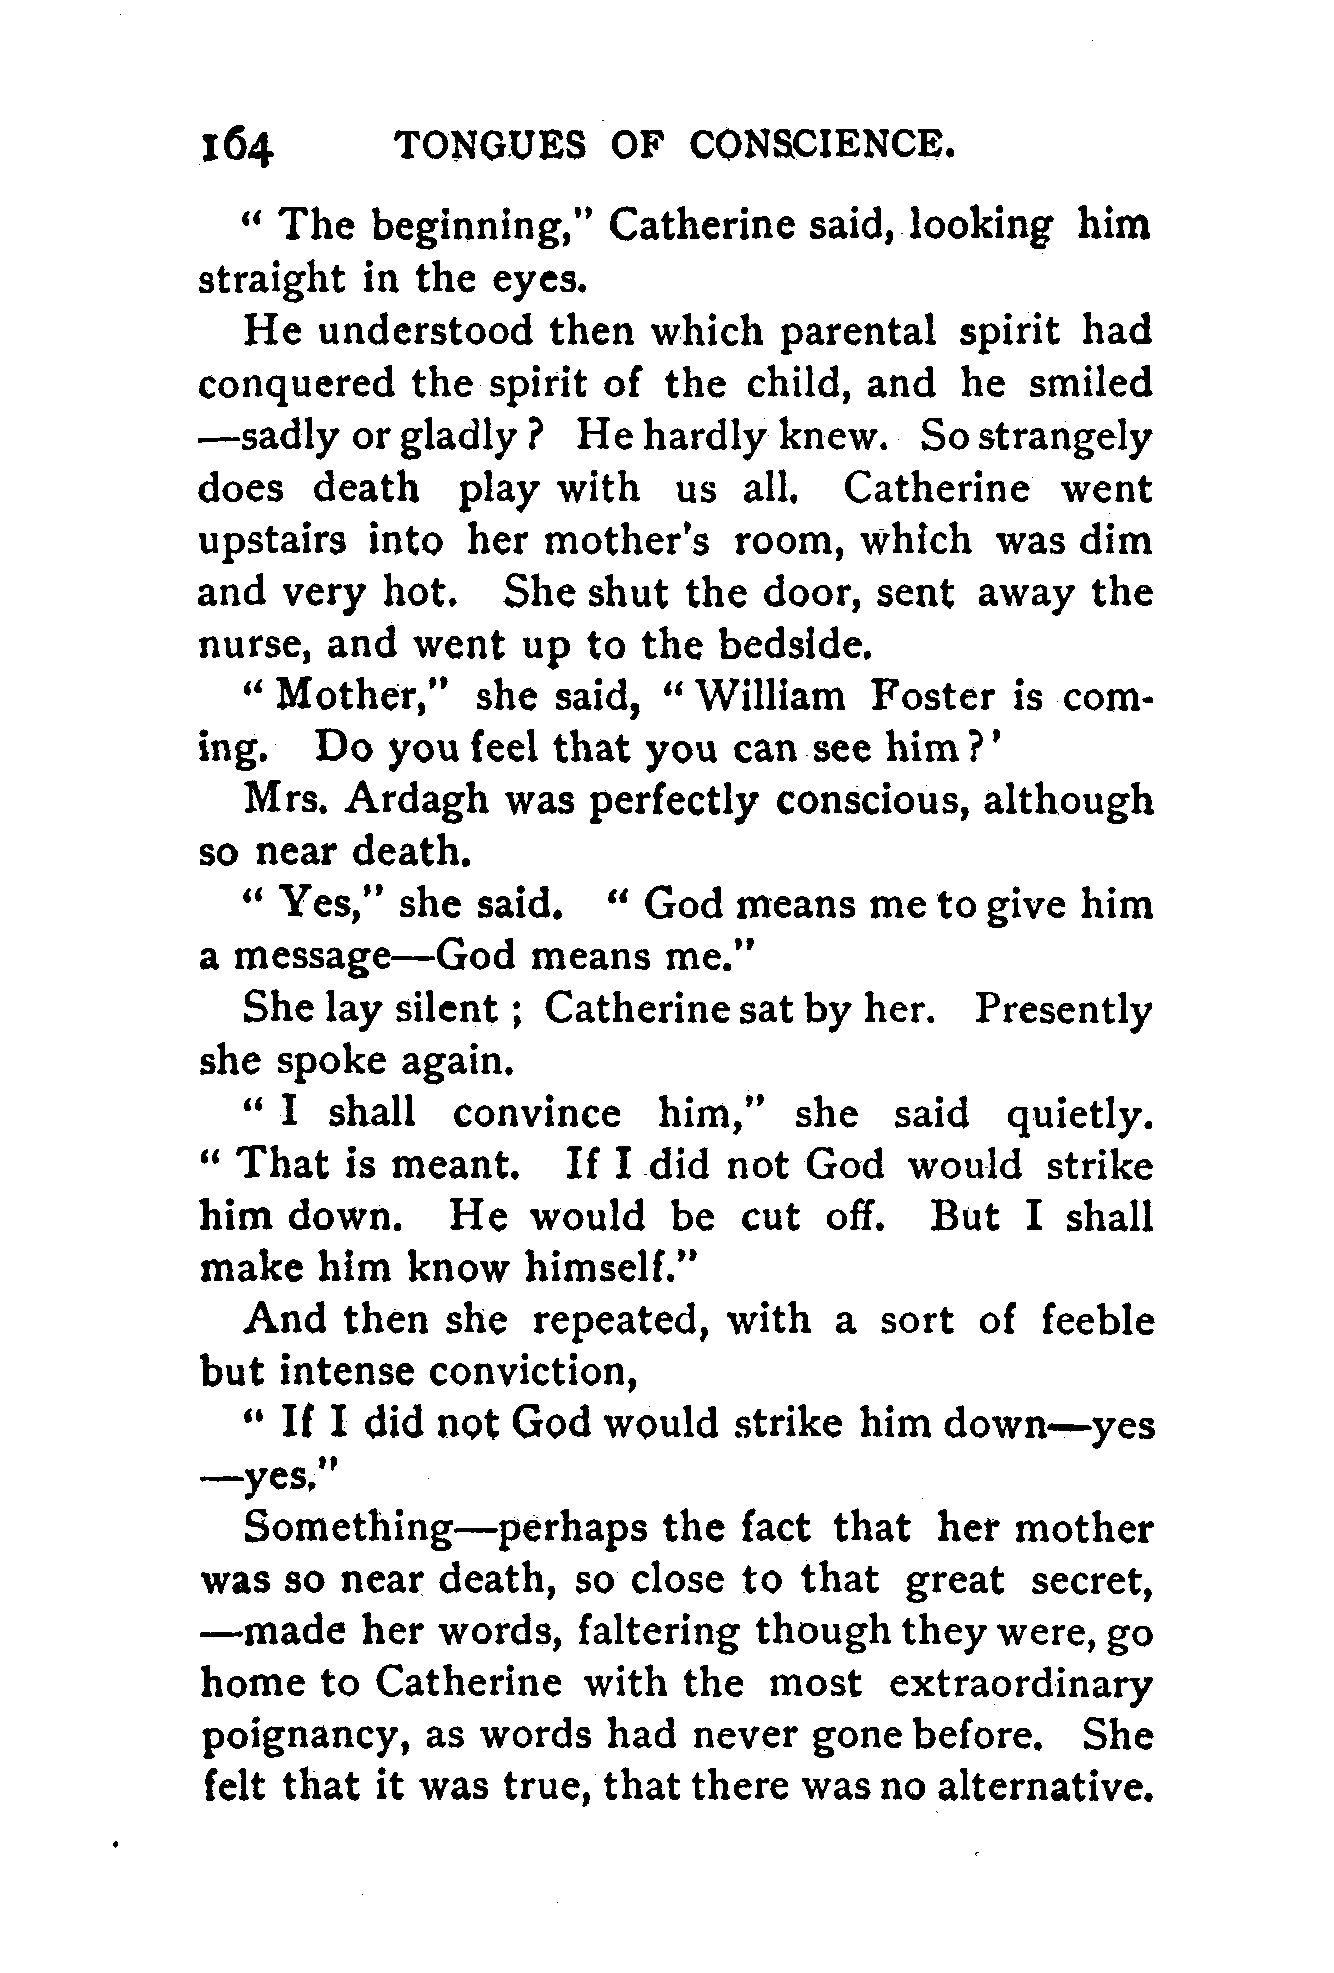 164 TONGUES OF CONSCIENCE.
“ The beginning,” Catherine said, looking him
straight in the eyes.
He understood then which parental spirit had
conquered the spirit of the child, and he smiled
—sadly or gladly ? He hardly knew. So strangely
does death play with us all. Catherine went
upstairs into her mother's room, which was dim
and very hot. She shut the door, sent away the
nurse, and went up to the bedside.
“ Mother,” she said, “ William Foster is com-
ing. Do you feel that you can see him ? '
Mrs. Ardagh was perfectly conscious, although
so near death.
“ Yes,” she said. “ God means me to give him
a message—God means me.”
She lay silent ; Catherine sat by her. Presently
she spoke again.
“ I shall convince him,” she said quietly.
“ That is meant. If I did not God would strike
him down. He would be cut off. But I shall
make him know himself.”
And then she repeated, with a sort of feeble
but intense conviction,
“ If I did not God would strike him down—yes
—yes.”
Something—perhaps the fact that her mother
was so near death, so close to that great secret,
—made her words, faltering though they were, go
home to Catherine with the most extraordinary
poignancy, as words had never gone before. She
felt that it was true, that there was no alternative.